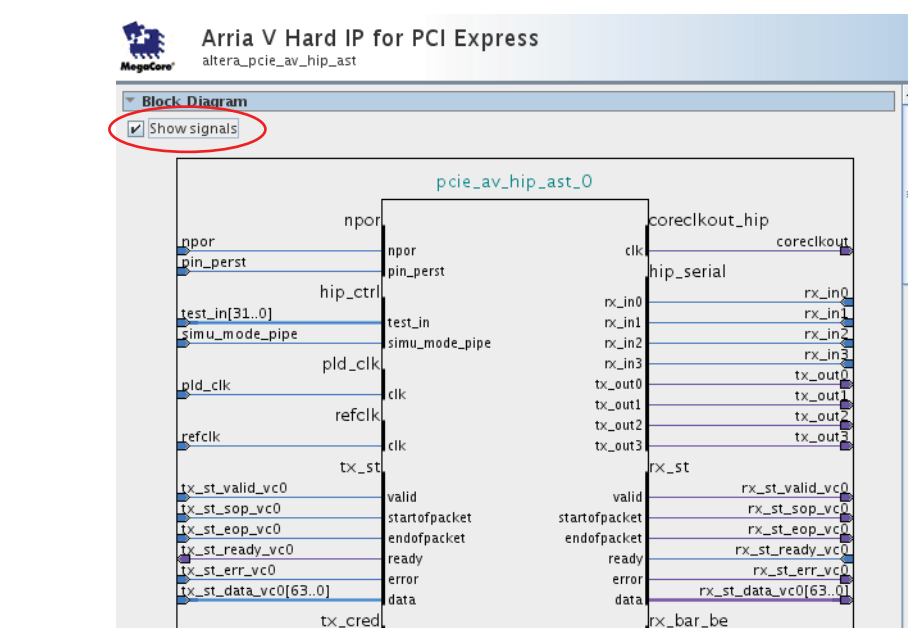 MegaCore®
Arria V Hard IP for PCI Express
altera_pcie_av_hip_ast
Block Diagram
Show signals
pcie_av_hip_ast_0
npor
coreclkout_hip
npor
npor
clk
coreclkout
pin_perst
pin_perst
hip_serial
hip_ctrl
rx_in0
rx_in0
test_in[31..0]
test_in
rx_in1
rx_in1
simu_mode_pipe
simu_mode_pipe
rx_in2
rx_in2
pld_clk
rx_in3
rx_in3
pld_clk
clk
tx_out0
tx_out0
tx_out1
tx_out1
refclk
tx_out2
tx_out2
refclk
clk
tx_out3
tx_out3
tx_st
rx_st
tx_st_valid_vc0
valid
valid
rx_st_valid_vc0
tx_st_sop_vc0
startofpacket
startofpacket
rx_st_sop_vc0
tx_st_eop_vc0
endofpacket
endofpacket
rx_st_eop_vc0
tx_st_ready_vc0
ready
ready
rx_st_ready_vc0
tx_st_err_vc0
error
error
rx_st_err_vc0
tx_st_data_vc0[63..0]
data
data
rx_st_data_vc0[63..0]
tx_cred
rx_bar_be